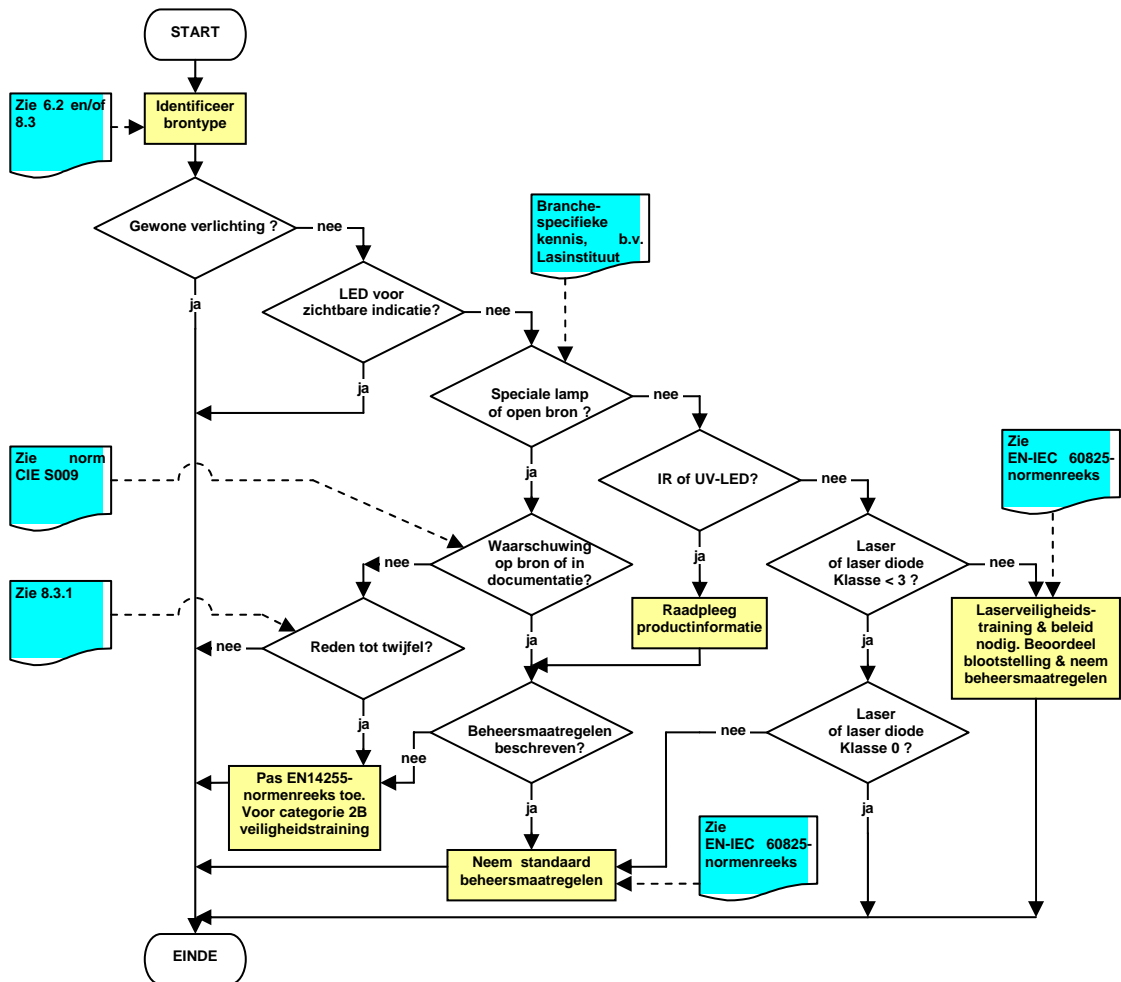 START
Zie 6.2 en/of
8.3
Identificeer
brontype
Gewone verlichting ?
nee
ja
Branche-
specifieke
kennis, b.v.
Lasinstituut
LED voor
zichtbare indicatie?
nee
ja
Speciale lamp
of open bron ?
nee
ja
Zie norm
CIE S009
IR of UV-LED?
nee
ja
Zie
EN-IEC 60825-
normenreeks
Waarschuwing
op bron of in
documentatie?
nee
ja
Laser
of laser diode
Klasse < 3 ?
nee
ja
Zie 8.3.1
Reden tot twijfel?
nee
ja
Raadpleeg
productinformatie
Laserveiligheids-
training & beleid
nodig. Beoordeel
blootstelling & neem
beheersmaatregelen
Beheersmaatregelen
beschreven?
nee
ja
Laser
of laser diode
Klasse 0 ?
nee
ja
Pas EN14255-
normenreeks toe.
Voor categorie 2B
veiligheidstraining
Neem standaard
beheersmaatregelen
Zie
EN-IEC 60825-
normenreeks
EINDE